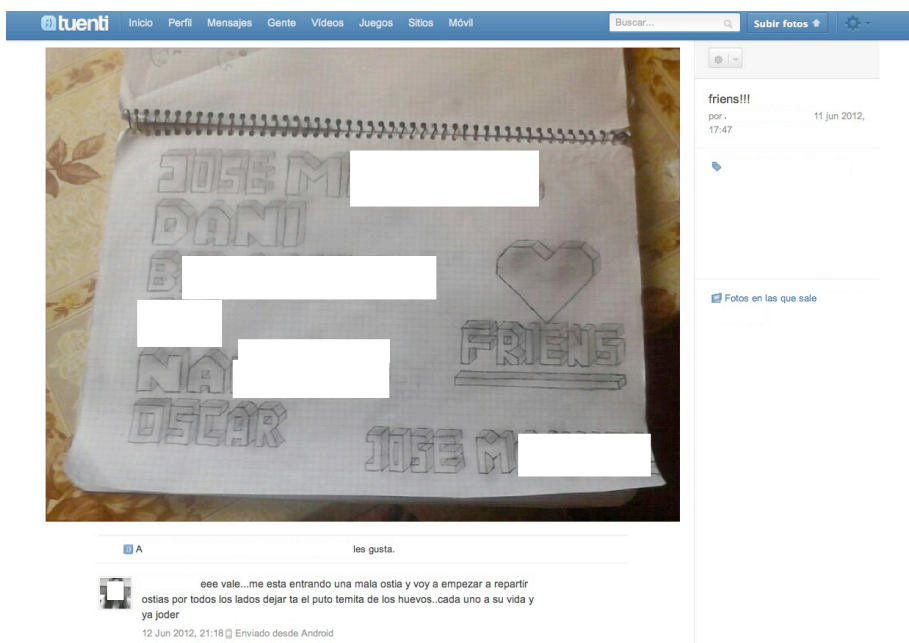 tuenti Inicio Perfil Mensajes Gente Vídeos Juegos Sitios Móvil Buscar... Subir fotos
JOSE
DANI
FRIENS
OSCAR
JOSE
friens!!!
por . 11 jun 2012,
17:47
Fotos en las que sale
A les gusta.
eee vale...me esta entrando una mala ostia y voy a empezar a repartir
ostias por todos los lados dejar ta el puto temita de los huevos..cada uno a su vida y
ya joder
12 Jun 2012, 21:18 Enviado desde Android